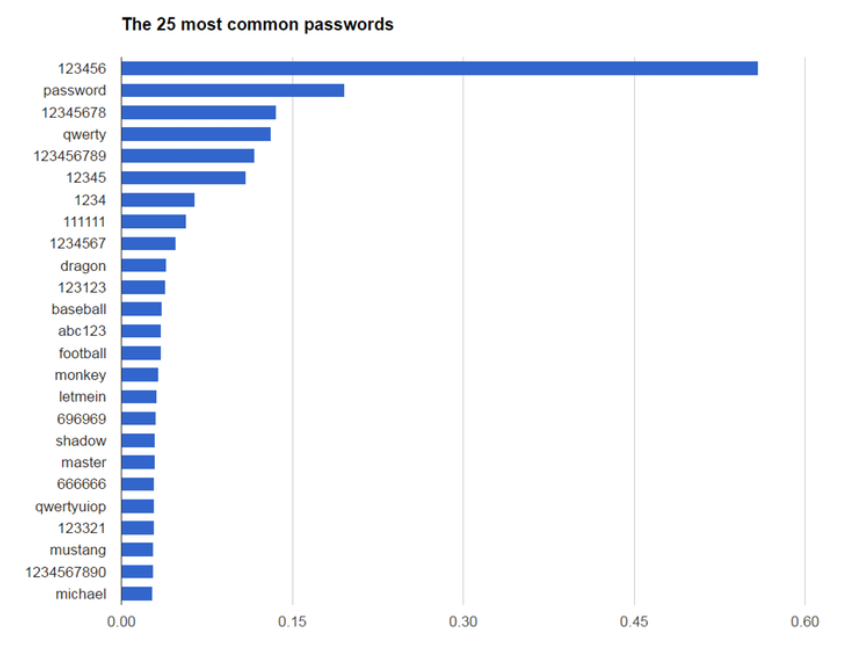 The 25 most common passwords
123456
password
12345678
qwerty
123456789
12345
1234
111111
1234567
dragon
123123
baseball
abc123
football
monkey
letmein
696969
shadow
master
666666
qwertyuiop
123321
mustang
1234567890
michael
0.00 0.15 0.30 0.45 0.60